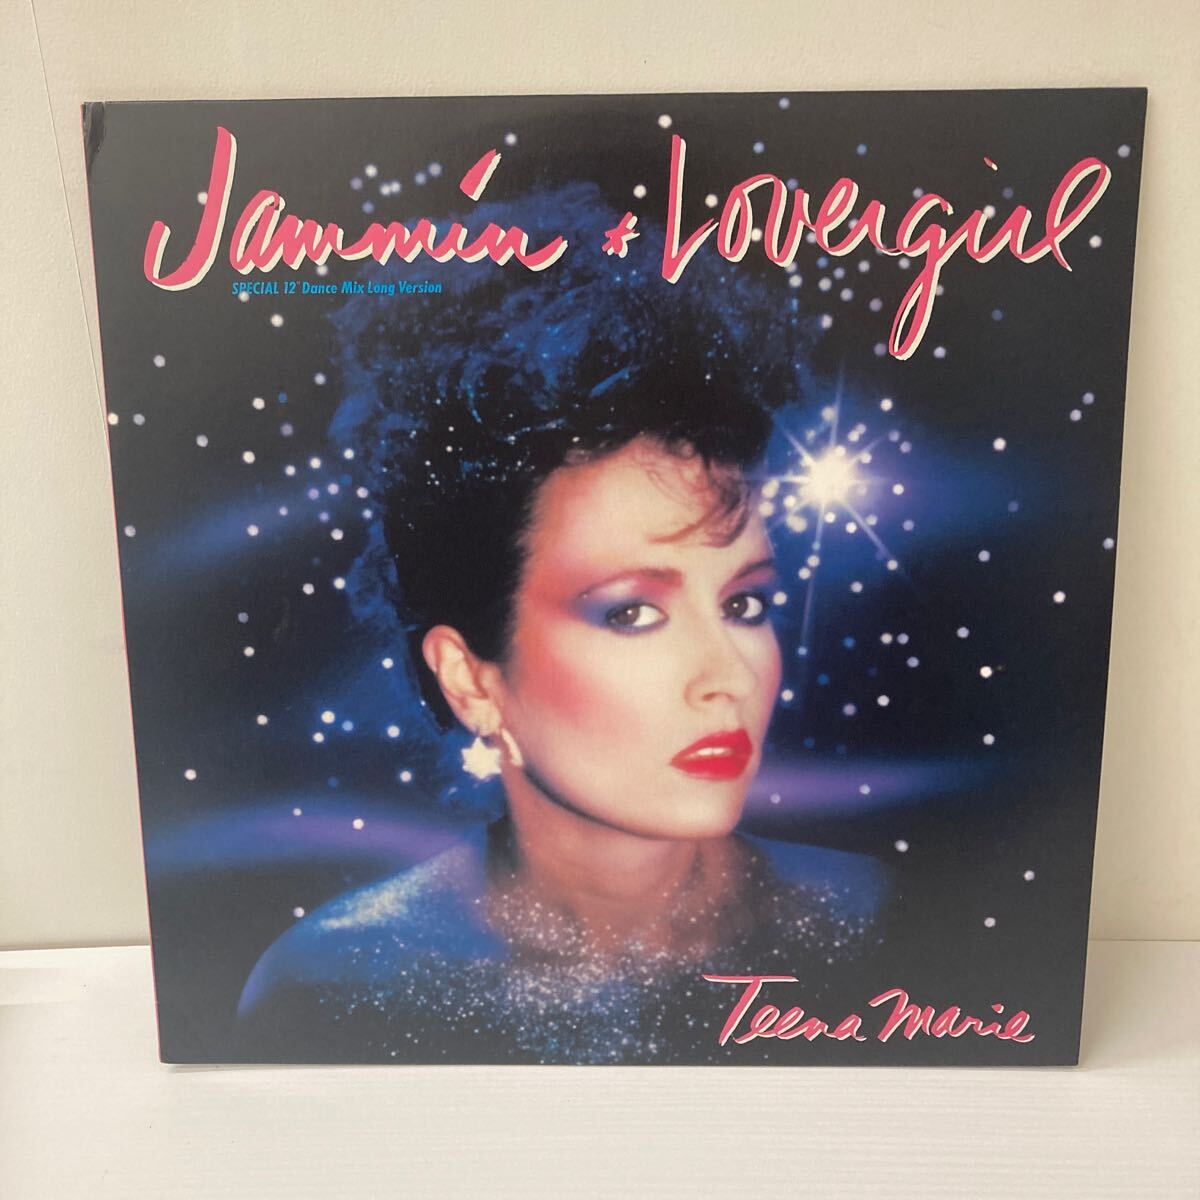 Jammin * Lovergirl
SPECIAL 12" Dance Mix Long Version
Teena Marie